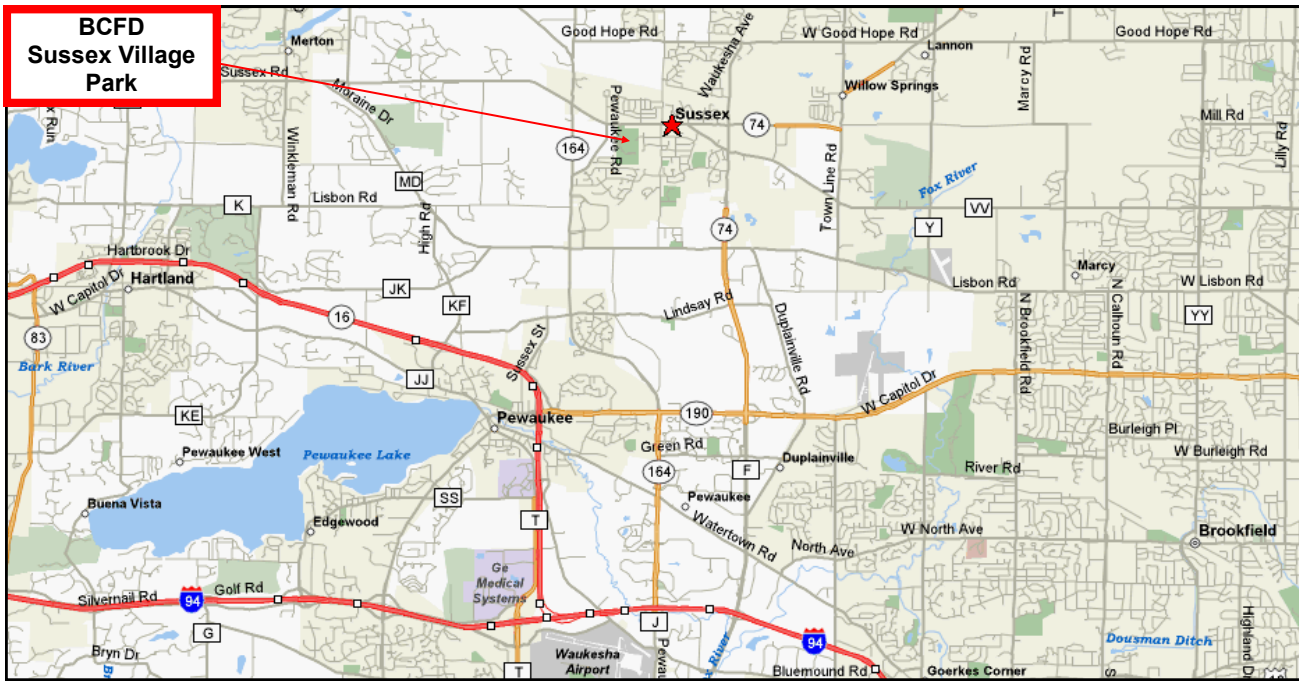 BCFD
Sussex Village
Park
Merton
Good Hope Rd
W Good Hope Rd
Good Hope Rd
Waukesha Ave
Lannon
Sussex Rd
Moraine Dr
Pewaukee Rd
Willow Springs
Marcy Rd
Run
Sussex
74
Mill Rd
Lilly Rd
164
Winkleman Rd
MD
Fox River
K
Lisbon Rd
High Rd
Town Line Rd
VV
Y
74
Hartbrook Dr
Marcy
Lisbon Rd
W Lisbon Rd
W Capitol Dr
Hartland
JK
KF
Lindsay Rd
Duplainville Rd
N Brookfield Rd
N Calhoun Rd
YY
16
83
Sussex St
Bark River
JJ
W Capitol Dr
KE
Pewaukee
190
Burleigh Pl
Green Rd
W Burleigh Rd
Pewaukee West
Pewaukee Lake
164
F
Duplainville
River Rd
SS
Pewaukee
Buena Vista
Edgewood
T
Watertown Rd
W North Ave
North Ave
Brookfield
Ge
Medical
Systems
Silvernail Rd
94
Golf Rd
J
G
94
Highland Dr
Dousman Ditch
Bryn Dr
Waukesha
Airport
T
Pewau
x River
Bluemound Rd
Goerkes Corner
S